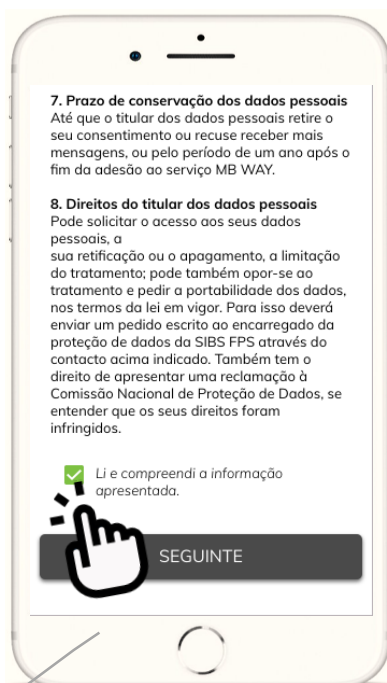 7. Prazo de conservação dos dados pessoais
Até que o titular dos dados pessoais retire o
seu consentimento ou recuse receber mais
mensagens, ou pelo período de um ano após o
fim da adesão ao serviço MB WAY.
8. Direitos do titular dos dados pessoais
Pode solicitar o acesso aos seus dados
pessoais, a
sua retificação ou o apagamento, a limitação
do tratamento; pode também opor-se ao
tratamento e pedir a portabilidade dos dados,
nos termos da lei em vigor. Para isso deverá
enviar um pedido escrito ao encarregado da
proteção de dados da SIBS FPS através do
contacto acima indicado. Também tem o
direito de apresentar uma reclamação à
Comissão Nacional de Proteção de Dados, se
entender que os seus direitos foram
infringidos.
Li e compreendi a informação
apresentada.
SEGUINTE